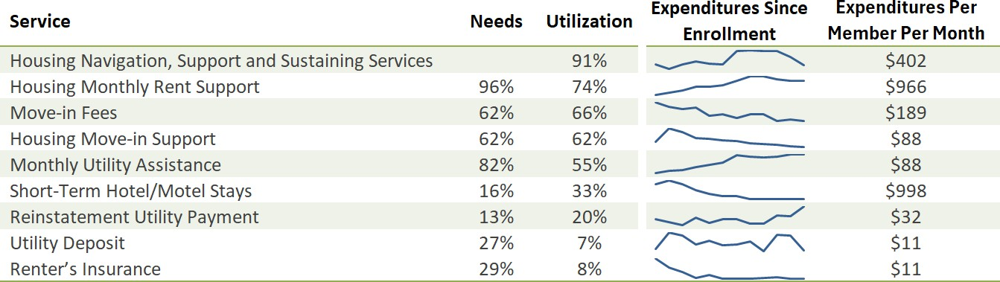 Service Needs Utilization Expenditures Since Enrollment Expenditures Per Member Per Month
Housing Navigation, Support and Sustaining Services 91% $402
Housing Monthly Rent Support 96% 74% $966
Move-in Fees 62% 66% $189
Housing Move-in Support 62% 62% $88
Monthly Utility Assistance 82% 55% $88
Short-Term Hotel/Motel Stays 16% 33% $998
Reinstatement Utility Payment 13% 20% $32
Utility Deposit 27% 7% $11
Renter’s Insurance 29% 8% $11